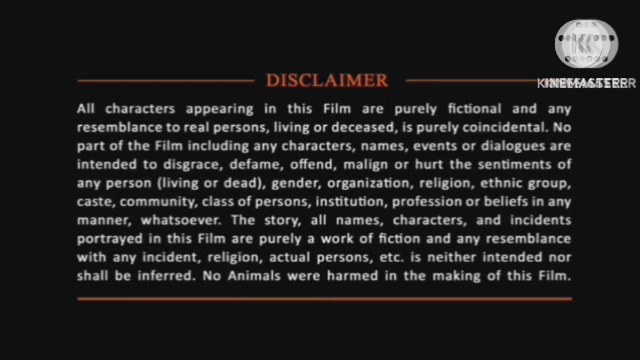 KINEMASTER
DISCLAIMER
All characters appearing in this Film are purely fictional and any
resemblance to real persons, living or deceased, is purely coincidental. No
part of the Film including any characters, names, events or dialogues are
intended to disgrace, defame, offend, malign or hurt the sentiments of
any person (living or dead), gender, organization, religion, ethnic group,
caste, community, class of persons, institution, profession or beliefs in any
manner, whatsoever. The story, all names, characters, and incidents
portrayed in this Film are purely a work of fiction and any resemblance
with any incident, religion, actual persons, etc. is neither intended nor
shall be inferred. No Animals were harmed in the making of this Film.